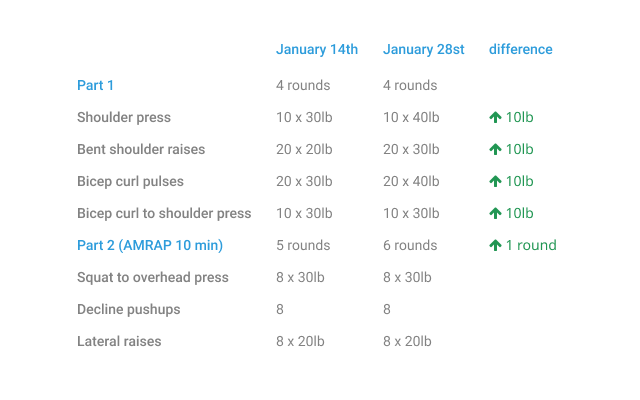 January 14th January 28st difference
Part 1 4 rounds 4 rounds
Shoulder press 10 x 30lb 10 x 40lb 10lb
Bent shoulder raises 20 x 20lb 20 x 30lb 10lb
Bicep curl pulses 20 x 30lb 20 x 40lb 10lb
Bicep curl to shoulder press 10 x 30lb 10 x 30lb 10lb
Part 2 (AMRAP 10 min) 5 rounds 6 rounds 1 round
Squat to overhead press 8 x 30lb 8 x 30lb
Decline pushups 8 8
Lateral raises 8 x 20lb 8 x 20lb